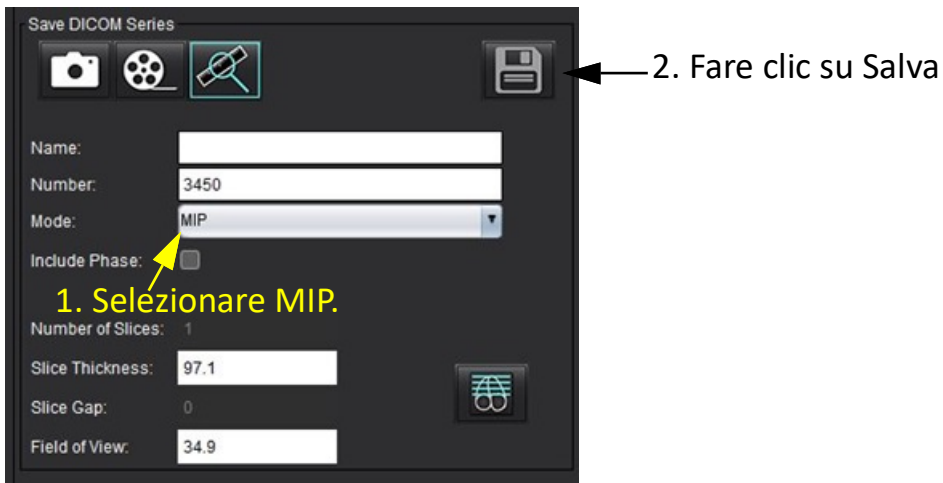 Save DICOM Series
2. Fare clic su Salva
Name:
Number: 3450
Mode: MIP
Include Phase:
1. Selezionare MIP.
Number of Slices: 1
Slice Thickness: 97.1
Slice Gap: 0
Field of View: 34.9